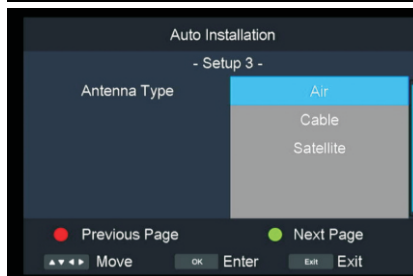 Auto Installation
- Setup 3 -
Antenna Type Air
Cable
Satellite
Previous Page Next Page
Move OK Enter Exit Exit